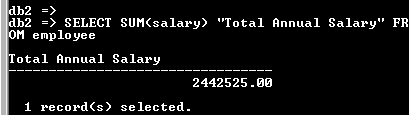 db2 =>
db2 => SELECT SUM(salary) "Total Annual Salary" FR
OM employee
Total Annual Salary
---------------------------------
2442525.00
1 record(s) selected.